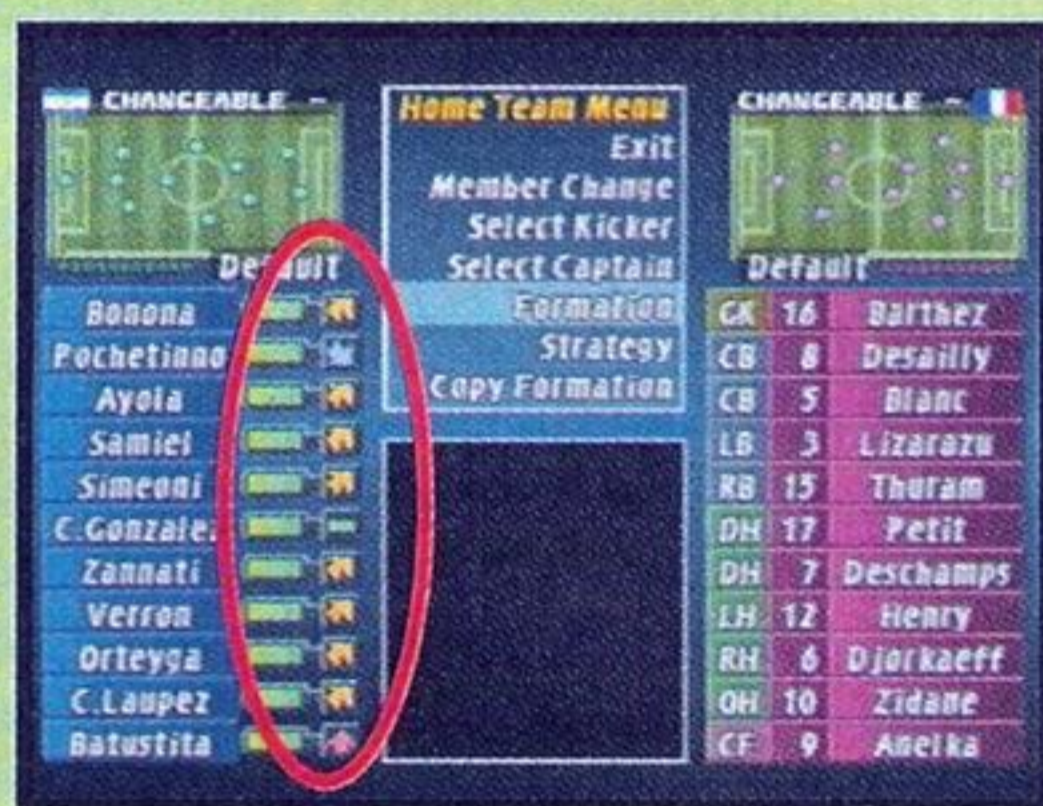 CHANGEABLE
Default
Bonona
Pochetinno
Ayola
Samiel
Simeoni
C.Gonzalez
Zannati
Verron
Orteyga
C.Laupez
Batustita
Home Team Menu
Exit
Member Change
Select Kicker
Select Captain
Formation
Strategy
Copy Formation
CHANGEABLE
Default
GK 16 Barthez
CB 8 Desailly
CB 5 Blanc
LB 3 Lizarazu
RB 15 Thuram
DH 17 Petit
DH 7 Deschamps
LH 12 Henry
RH 6 Djorkaeff
OH 10 Zidane
CF 9 Anelka